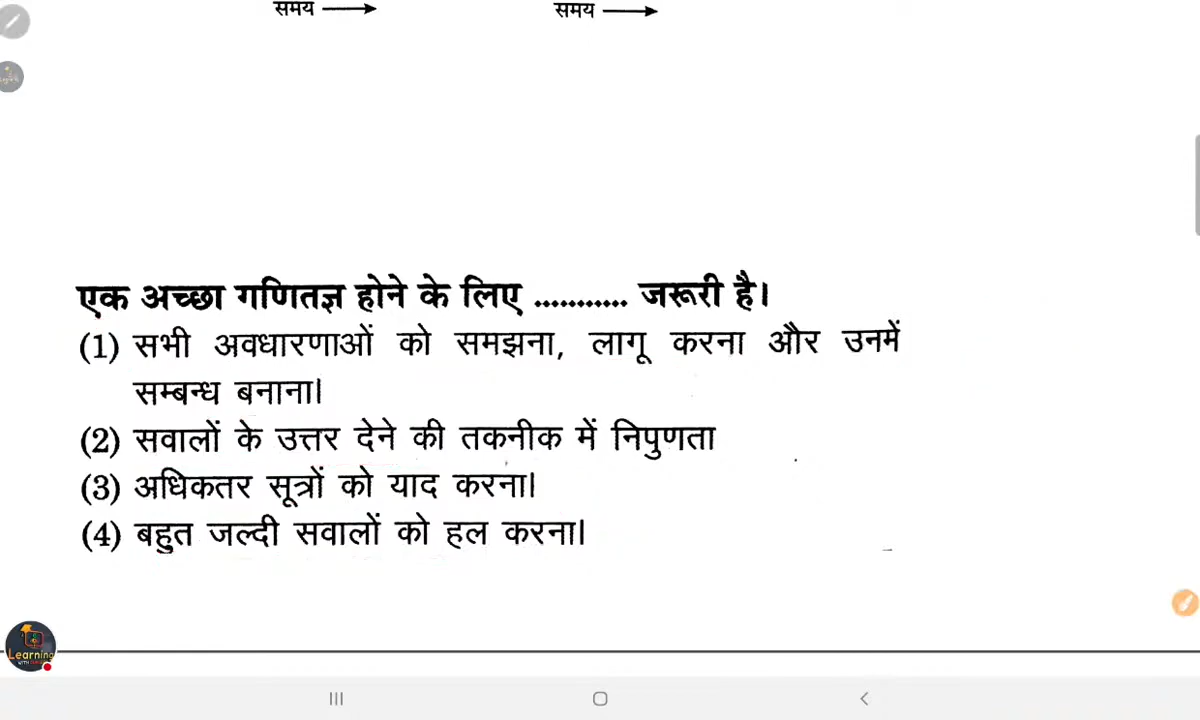 समय समय
एक अच्छा गणितज्ञ होने के लिए ............ जरूरी है।
(1) सभी अवधारणाओं को समझना, लागू करना और उनमें
सम्बन्ध बनाना।
(2) सवालों के उत्तर देने की तकनीक में निपुणता
(3) अधिकतर सूत्रों को याद करना।
(4) बहुत जल्दी सवालों को हल करना।
Learning